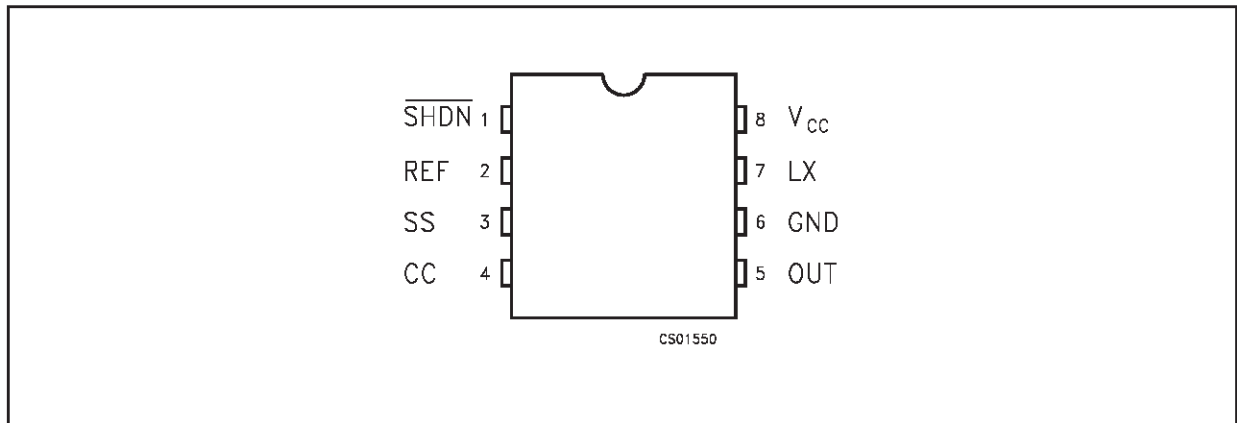 SHDN 1
REF 2
SS 3
CC 4
8 VCC
7 LX
6 GND
5 OUT
CS01550